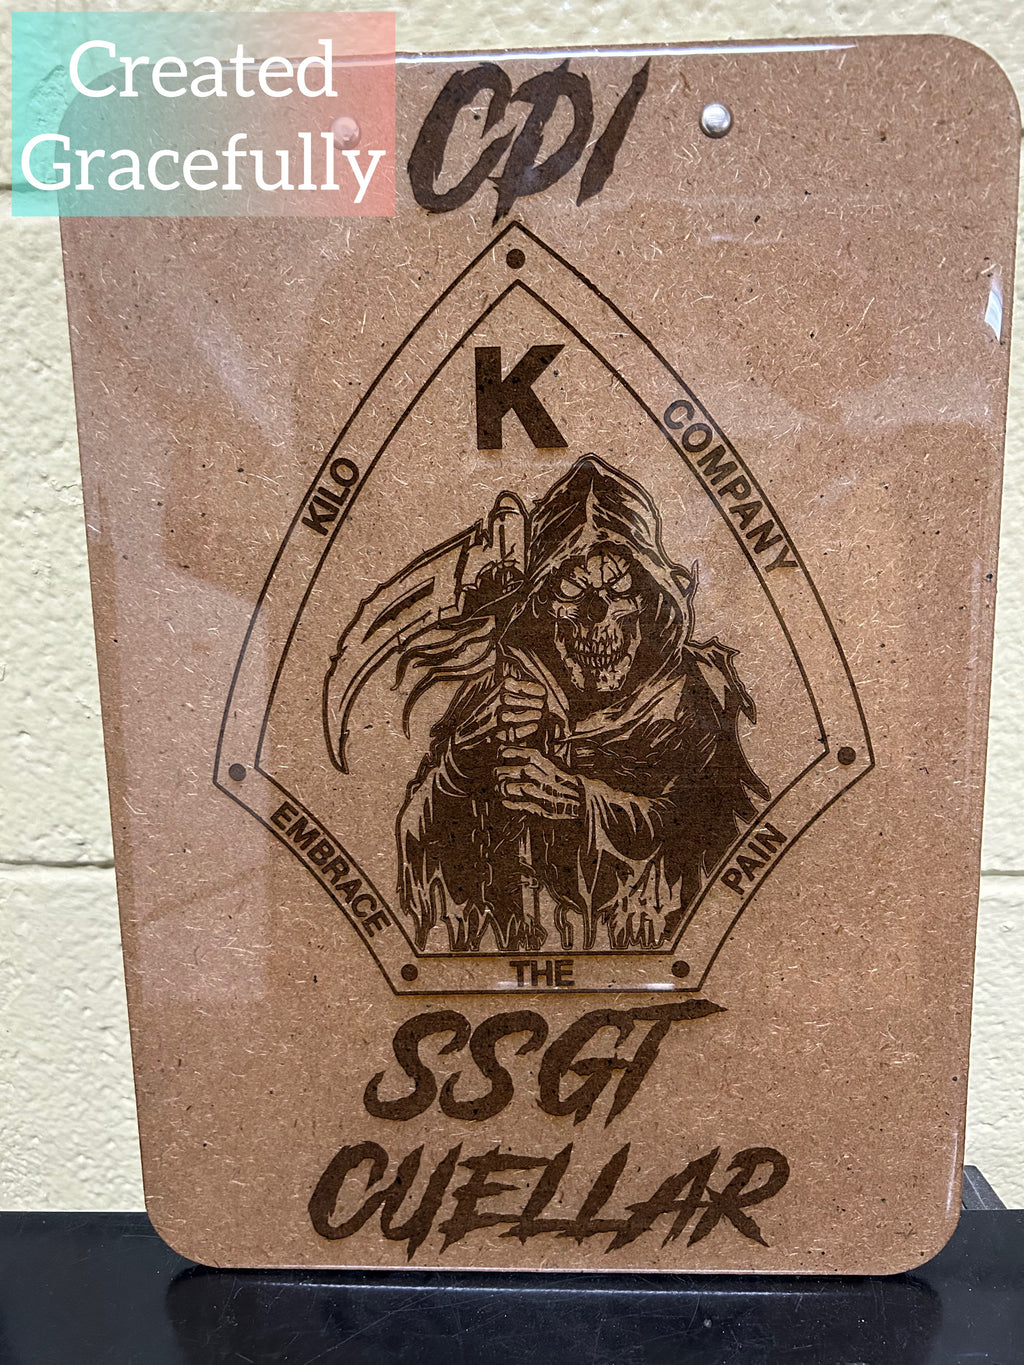 Created
Gracefully
CDI
K
KILO
COMPANY
EMBRACE
THE
PAIN
SSGT
CUELLAR